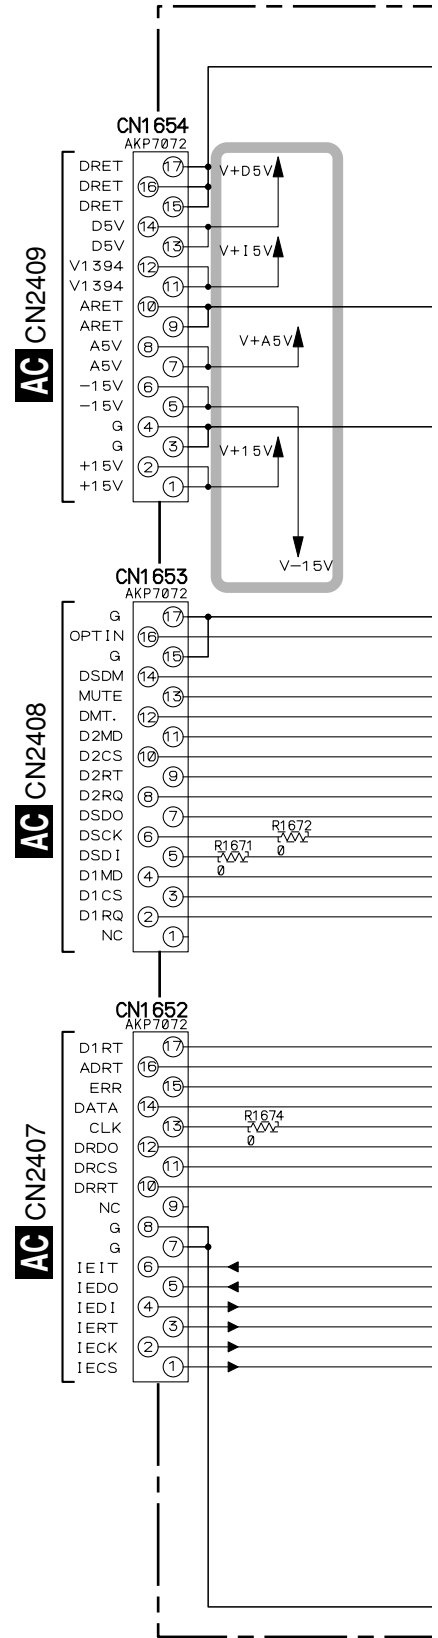 CN1654
AKP7072
AC CN2409
DRET 17 V+D5V
DRET 16
DRET 15
D5V 14
D5V 13 V+I5V
V1394 12
V1394 11
ARET 10
ARET 9
A5V 8 V+A5V
A5V 7
-15V 6
-15V 5
G 4
G 3 V+15V
+15V 2
+15V 1
V-15V
CN1653
AKP7072
AC CN2408
G 17
OPTIN 16
G 15
DSDM 14
MUTE 13
DMT. 12
D2MD 11
D2CS 10
D2RT 9
D2RQ 8
DSDO 7
DSCK 6 R1672 0
DSDI 5 R1671 0
D1MD 4
D1CS 3
D1RQ 2
NC 1
CN1652
AKP7072
AC CN2407
D1RT 17
ADRT 16
ERR 15
DATA 14
CLK 13 R1674 0
DRDO 12
DRCS 11
DRRT 10
NC 9
G 8
G 7
IEIT 6
IEDO 5
IEDI 4
IERT 3
IECK 2
IECS 1